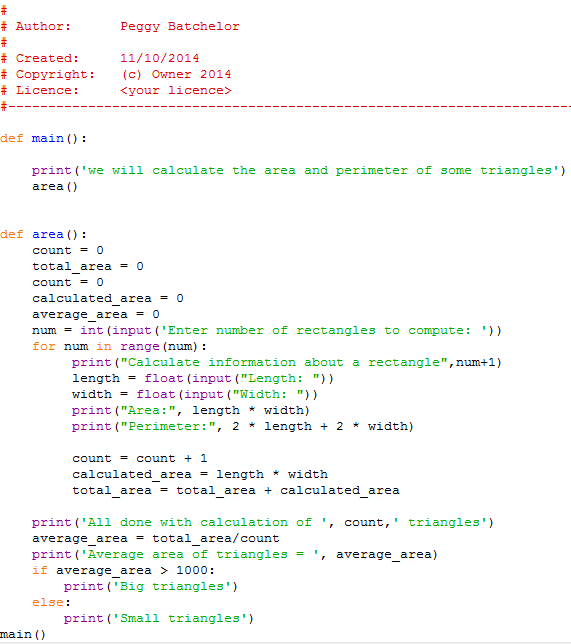 #
# Author:      Peggy Batchelor
#
# Created:     11/10/2014
# Copyright:   (c) Owner 2014
# Licence:     <your licence>
#-----------------------------------------------------------------------
def main():
    print('we will calculate the area and perimeter of some triangles')
    area()
def area():
    count = 0
    total_area = 0
    count = 0
    calculated_area = 0
    average_area = 0
    num = int(input('Enter number of rectangles to compute: '))
    for num in range(num):
         print("Calculate information about a rectangle",num+1)
         length = float(input("Length: "))
         width = float(input("Width: "))
         print("Area:", length * width)
         print("Perimeter:", 2 * length + 2 * width)
         count = count + 1
         calculated_area = length * width
         total_area = total_area + calculated_area
    print('All done with calculation of ', count,' triangles')
    average_area = total_area/count
    print('Average area of triangles = ', average_area)
    if average_area > 1000:
        print('Big triangles')
    else:
        print('Small triangles')
main()